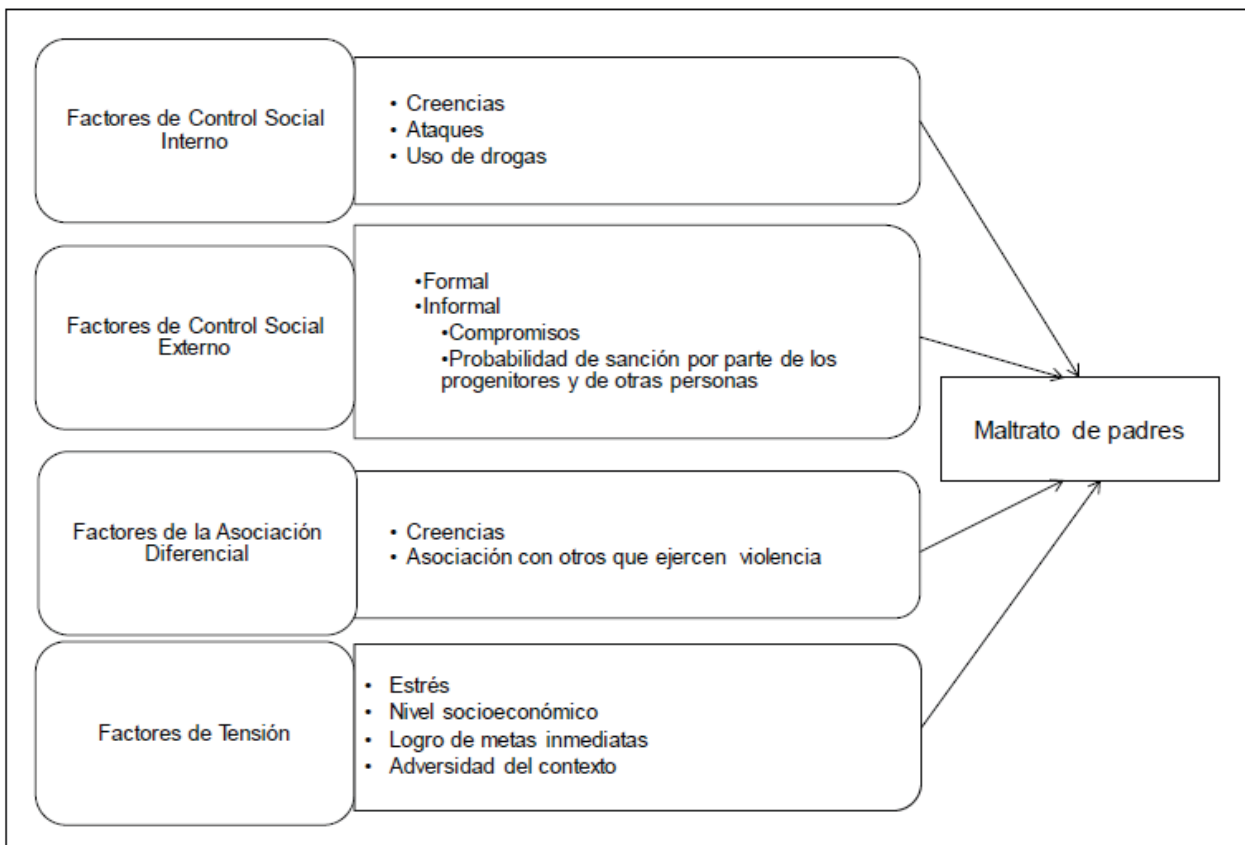 Factores de Control Social
Interno
• Creencias
• Ataques
• Uso de drogas
Factores de Control Social
Externo
•Formal
•Informal
•Compromisos
•Probabilidad de sanción por parte de los
progenitores y de otras personas
Maltrato de padres
Factores de la Asociación
Diferencial
• Creencias
• Asociación con otros que ejercen violencia
Factores de Tensión
• Estrés
• Nivel socioeconómico
• Logro de metas inmediatas
• Adversidad del contexto